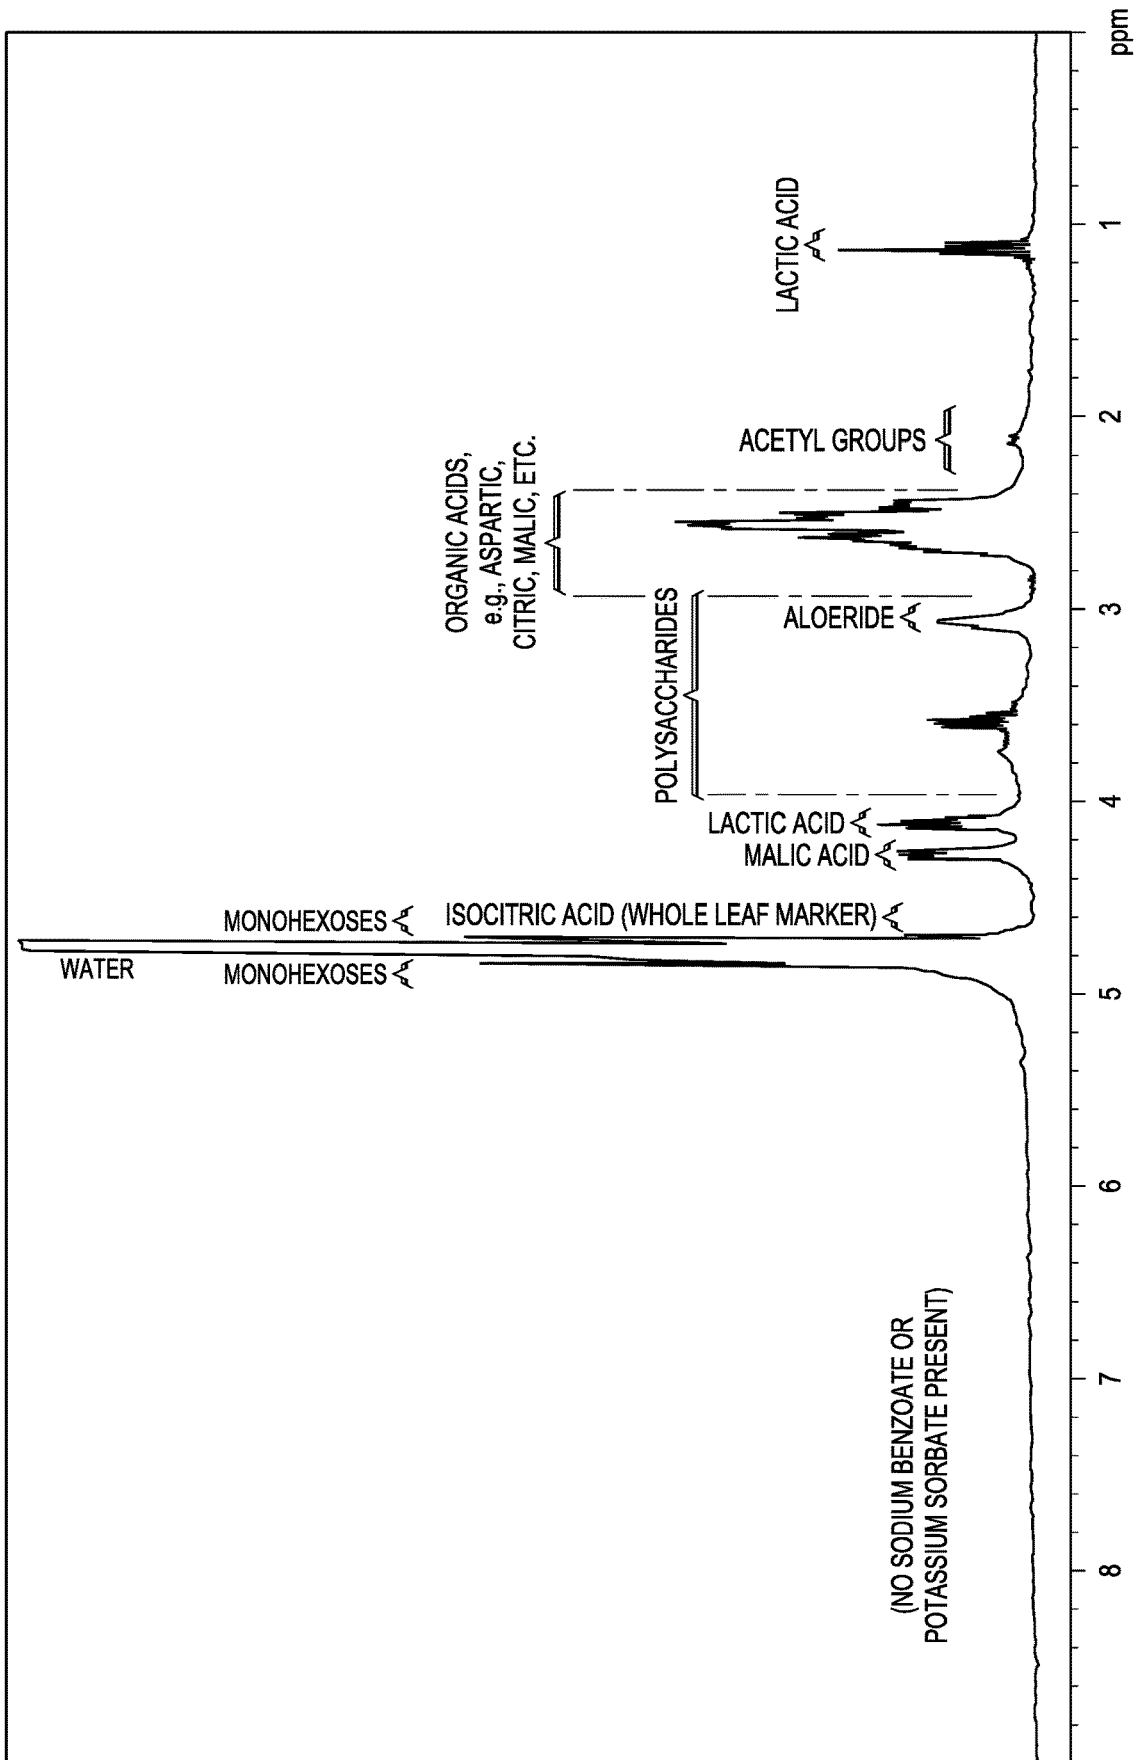 WATER
MONOHEXOSES
MONOHEXOSES
ISOCITRIC ACID (WHOLE LEAF MARKER)
MALIC ACID
LACTIC ACID
POLYSACCHARIDES
ORGANIC ACIDS,
e.g., ASPARTIC,
CITRIC, MALIC, ETC.
ALOERIDE
ACETYL GROUPS
LACTIC ACID
(NO SODIUM BENZOATE OR
POTASSIUM SORBATE PRESENT)
8 7 6 5 4 3 2 1 ppm